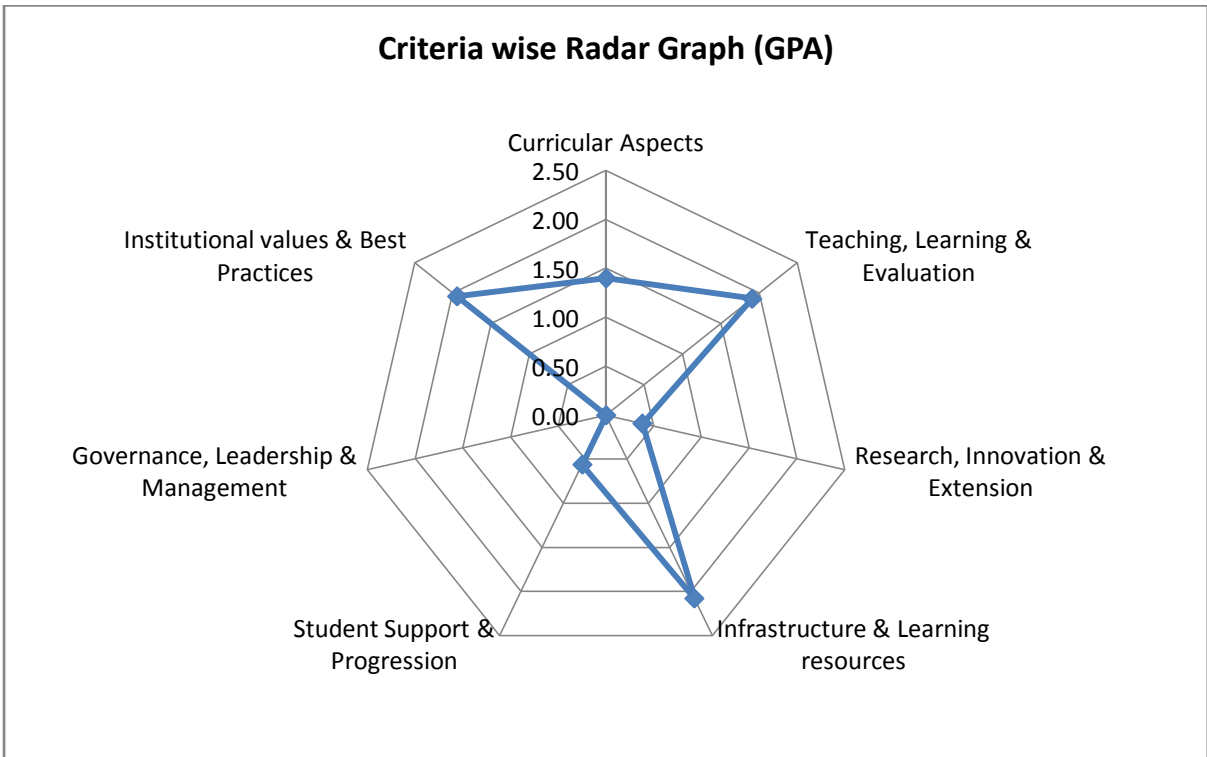 Criteria wise Radar Graph (GPA)
Curricular Aspects
2.50
2.00
1.50
1.00
0.50
0.00
Teaching, Learning &
Evaluation
Research, Innovation &
Extension
Infrastructure & Learning
resources
Student Support &
Progression
Governance, Leadership &
Management
Institutional values & Best
Practices